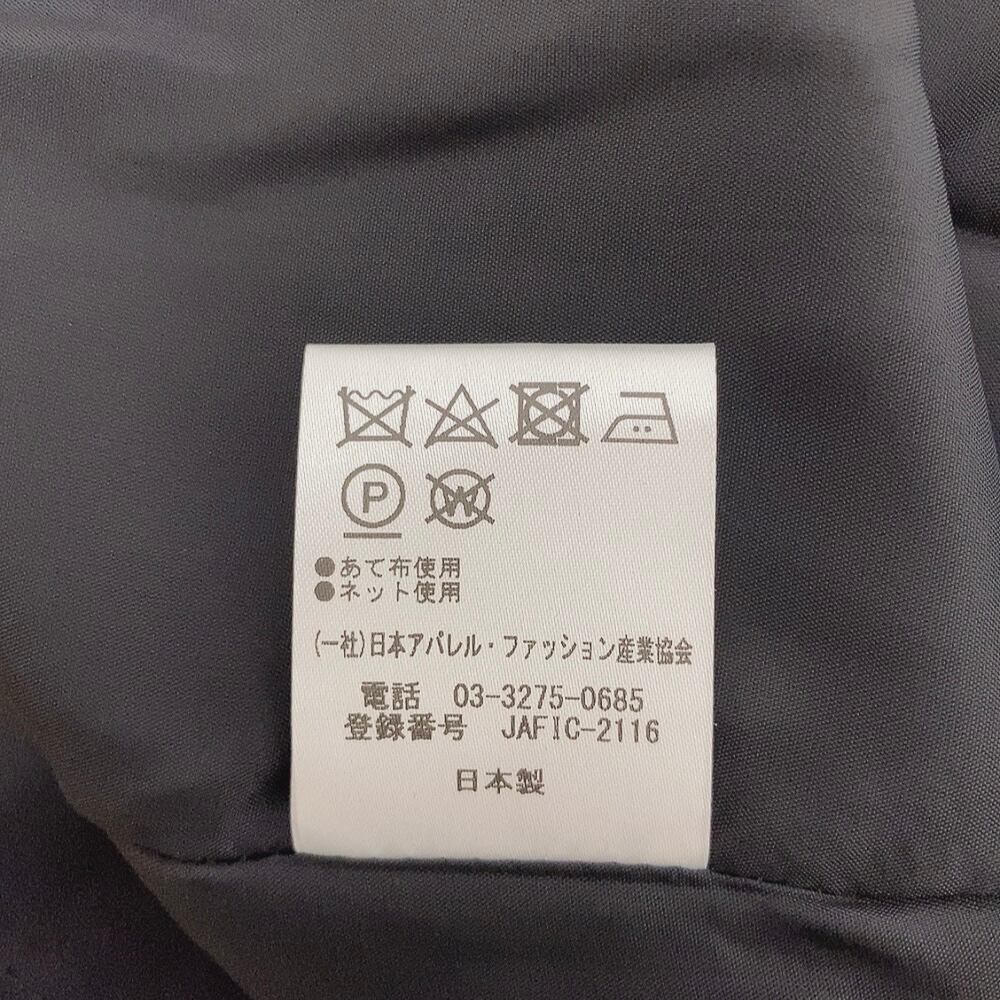 P W
●あて布使用
●ネット使用
(一社)日本アパレル・ファッション産業協会
電話 03-3275-0685
登録番号 JAFIC-2116
日本製